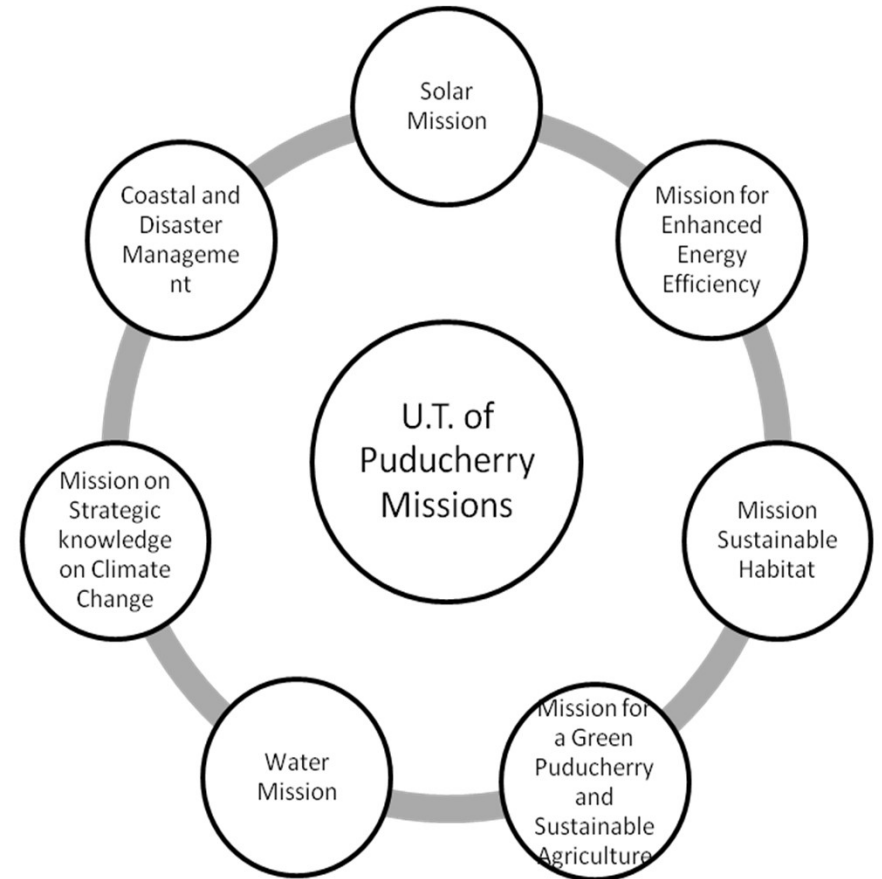 Solar
Mission
Mission for
Enhanced
Energy
Efficiency
Mission
Sustainable
Habitat
Mission for
a Green
Puducherry
and
Sustainable
Agriculture
Water
Mission
Mission on
Strategic
knowledge
on Climate
Change
Coastal and
Disaster
Manageme
nt
U.T. of
Puducherry
Missions